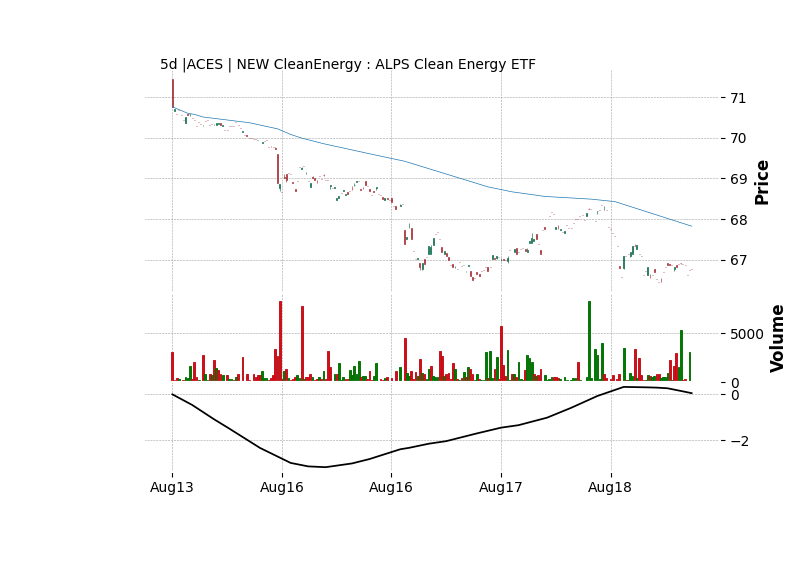 5d |ACES | NEW CleanEnergy : ALPS Clean Energy ETF
71
70
69
68
67
Price
5000
0
Volume
0
−2
Aug13 Aug16 Aug16 Aug17 Aug18